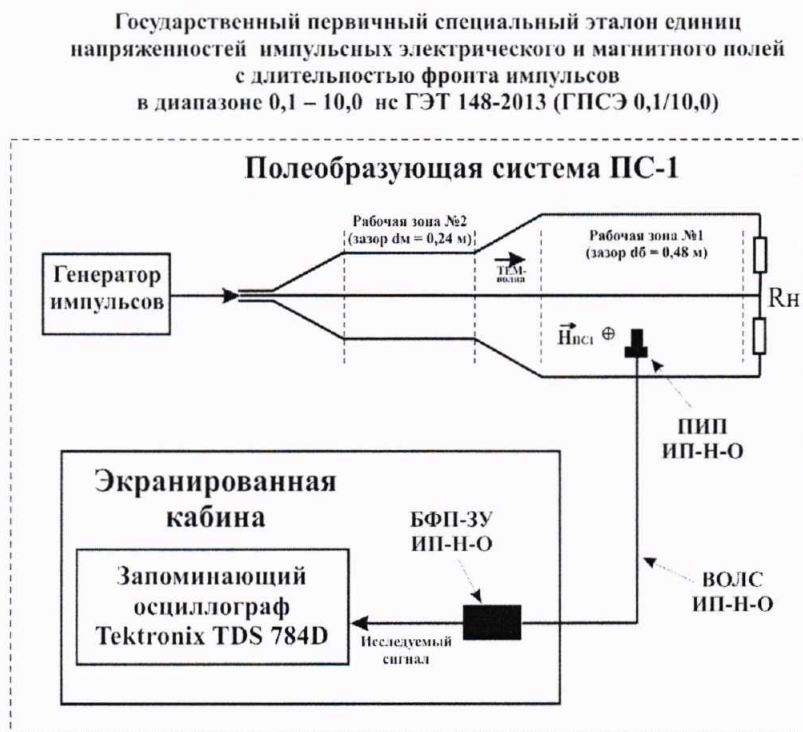 Государственный первичный специальный эталон единиц
напряженностей импульсных электрического и магнитного полей
с длительностью фронта импульсов
в диапазоне 0,1 – 10,0 нс ГЭТ 148-2013 (ГПСЭ 0,1/10,0)
Полеобразующая система ПС-1
Рабочая зона №2
(зазор dм = 0,24 м)
Рабочая зона №1
(зазор dб = 0,48 м)
Генератор
импульсов
TEM-
волна
Rн
HПС1
ПИП
ИП-Н-О
Экранированная
кабина
БФП-ЗУ
ИП-Н-О
ВОЛС
ИП-Н-О
Запоминающий
осциллограф
Tektronix TDS 784D
Исследуемый
сигнал